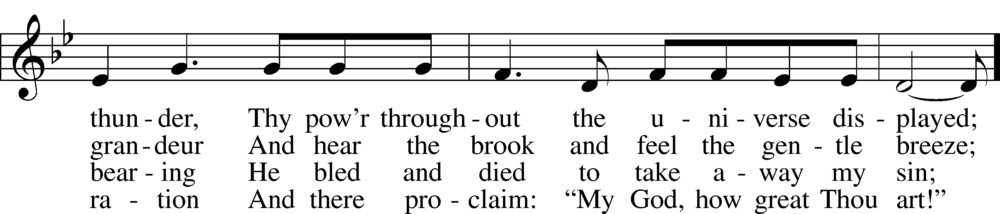 thun - der, Thy pow’r through - out the u - ni - verse dis - played;
gran - deur And hear the brook and feel the gen - tle breeze;
bear - ing He bled and died to take a - way my sin;
ra - tion And there pro - claim: “My God, how great Thou art!”